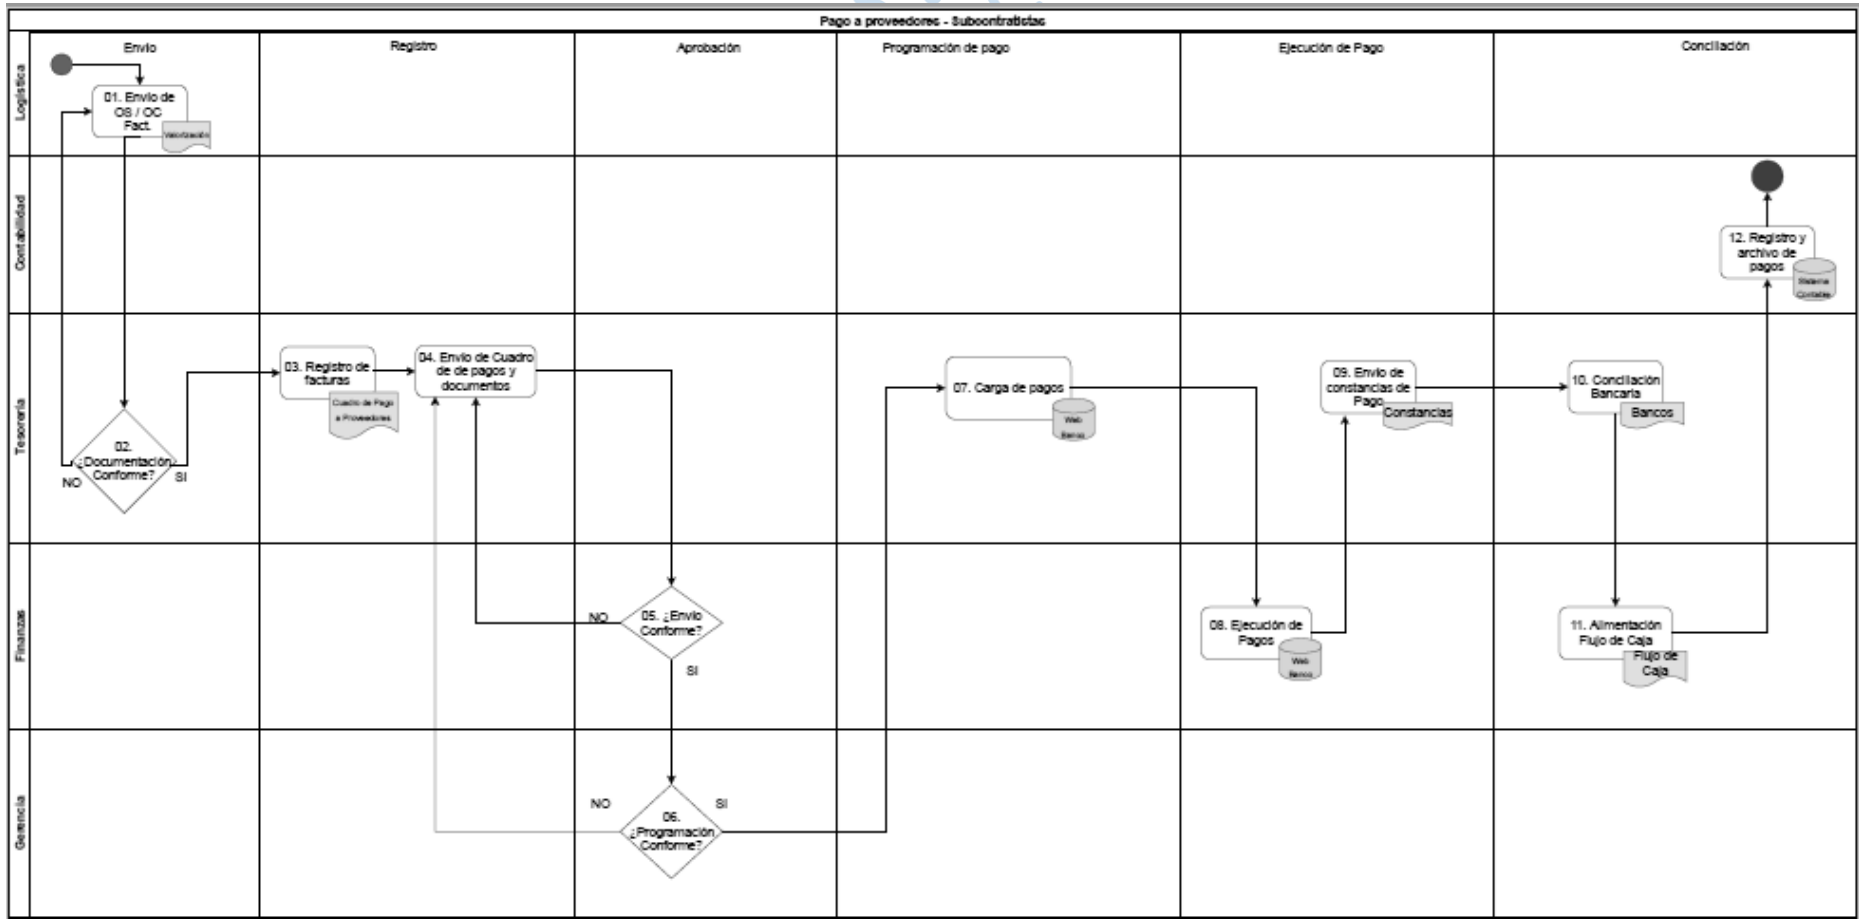 Pago a proveedores - Subcontratistas
Envío
Registro
Aprobación
Programación de pago
Ejecución de Pago
Conciliación
Logística
01. Envío de
OS / OC
Fact.
Valorización
Contabilidad
12. Registro y
archivo de
pagos
Sistema
Contable
Tesorería
02.
¿Documentación
Conforme?
NO
SI
03. Registro de
facturas
Cuadro de Pago
a Proveedores
04. Envío de Cuadro
de de pagos y
documentos
07. Carga de pagos
Web
Banco
09. Envío de
constancias de
Pago
Constancias
10. Conciliación
Bancaria
Bancos
Finanzas
NO
05. ¿Envío
Conforme?
SI
08. Ejecución de
Pagos
Web
Banco
11. Alimentación
Flujo de Caja
Flujo de
Caja
Gerencia
NO
SI
06.
¿Programación
Conforme?